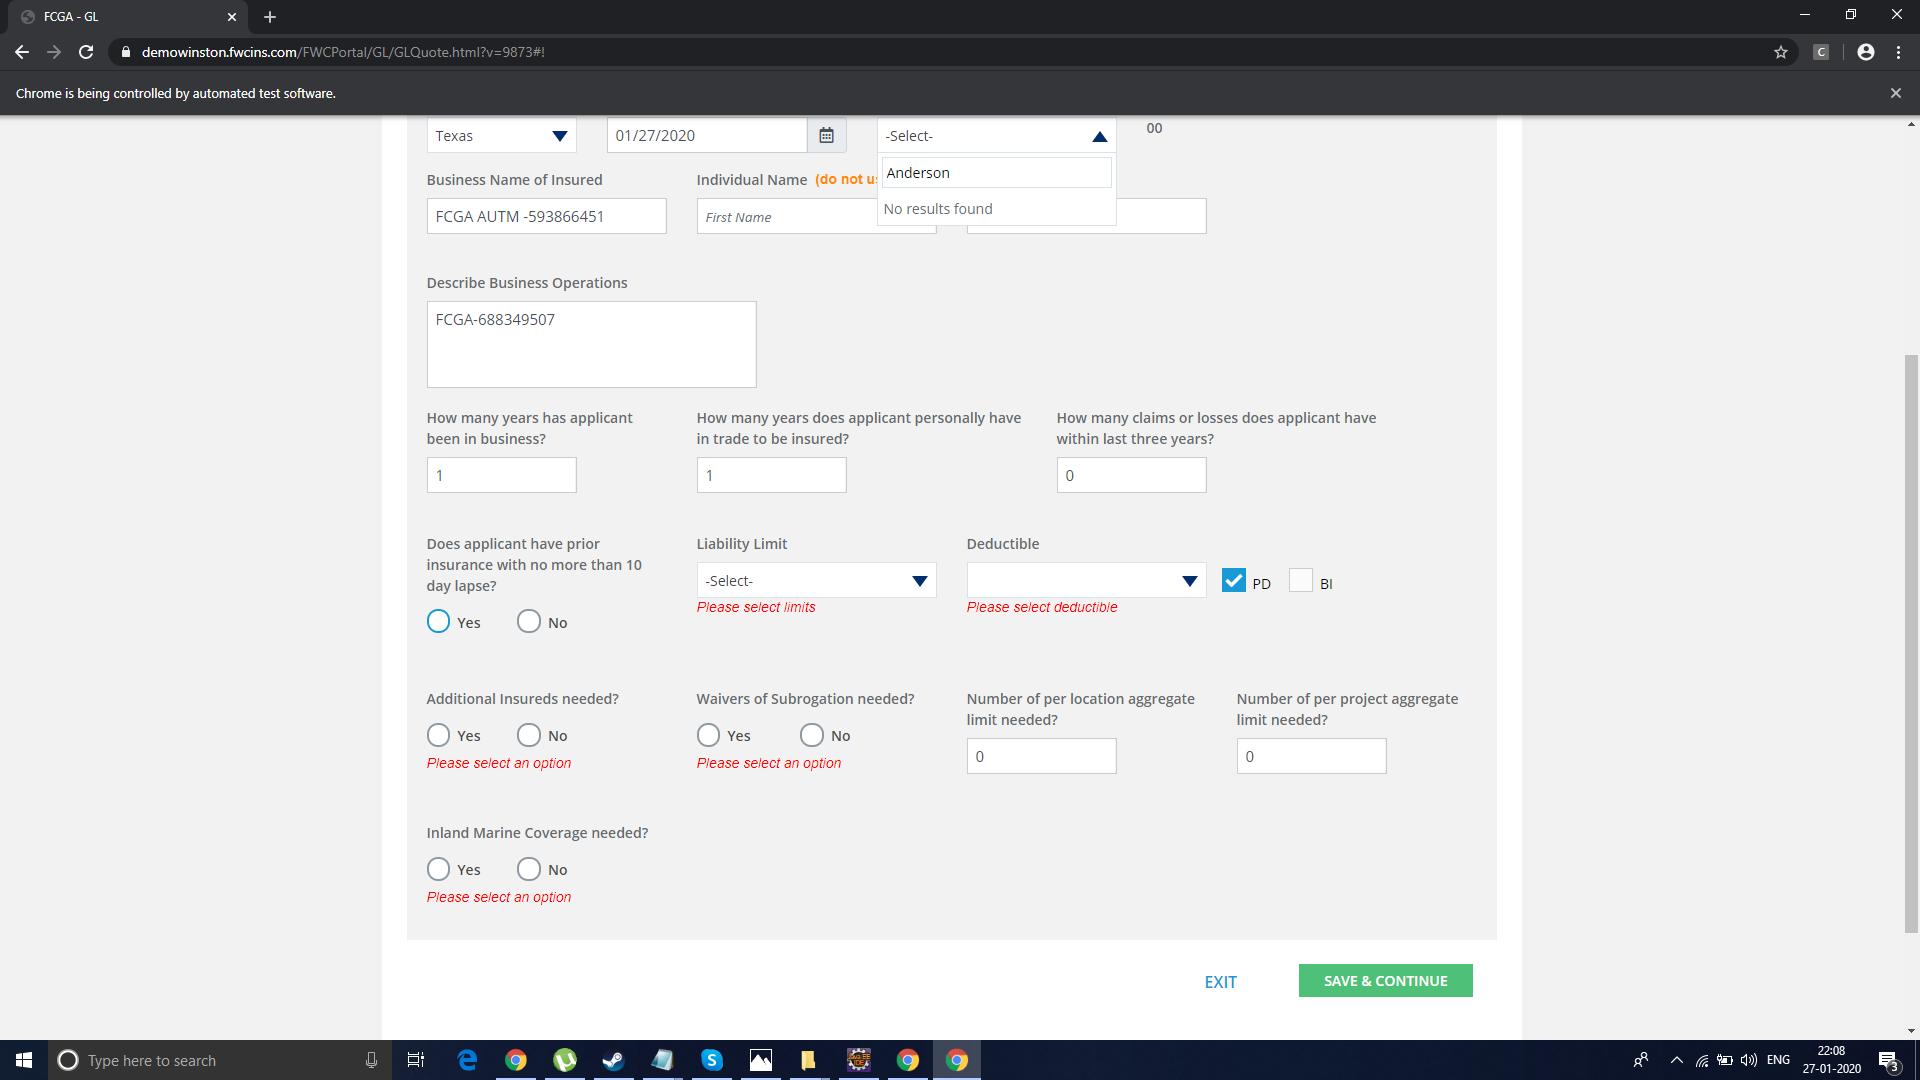 FCGA - GL
demowinston.fwcins.com/FWCPortal/GL/GLQuote.html?v=9873#!
C
Chrome is being controlled by automated test software.
Texas
01/27/2020
-Select-
00
Anderson
No results found
Business Name of Insured
Individual Name (do not u
FCGA AUTM -593866451
First Name
Describe Business Operations
FCGA-688349507
How many years has applicant
been in business?
How many years does applicant personally have
in trade to be insured?
How many claims or losses does applicant have
within last three years?
1
1
0
Does applicant have prior
insurance with no more than 10
day lapse?
Yes
No
Liability Limit
-Select-
Please select limits
Deductible
Please select deductible
PD
BI
Additional Insureds needed?
Yes
No
Please select an option
Waivers of Subrogation needed?
Yes
No
Please select an option
Number of per location aggregate
limit needed?
0
Number of per project aggregate
limit needed?
0
Inland Marine Coverage needed?
Yes
No
Please select an option
EXIT
SAVE & CONTINUE
Type here to search
ENG
22:08
27-01-2020
3